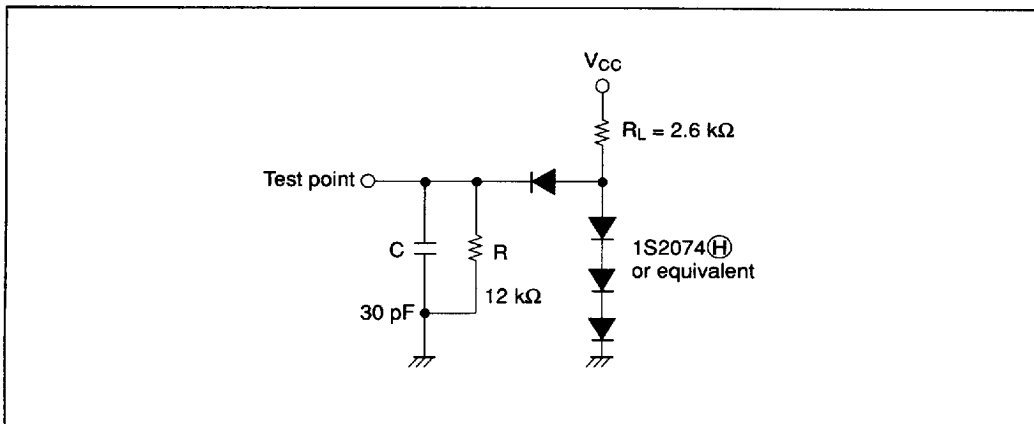 VCC
RL = 2.6 kΩ
Test point
C
R
1S2074Ⓗ
or equivalent
12 kΩ
30 pF